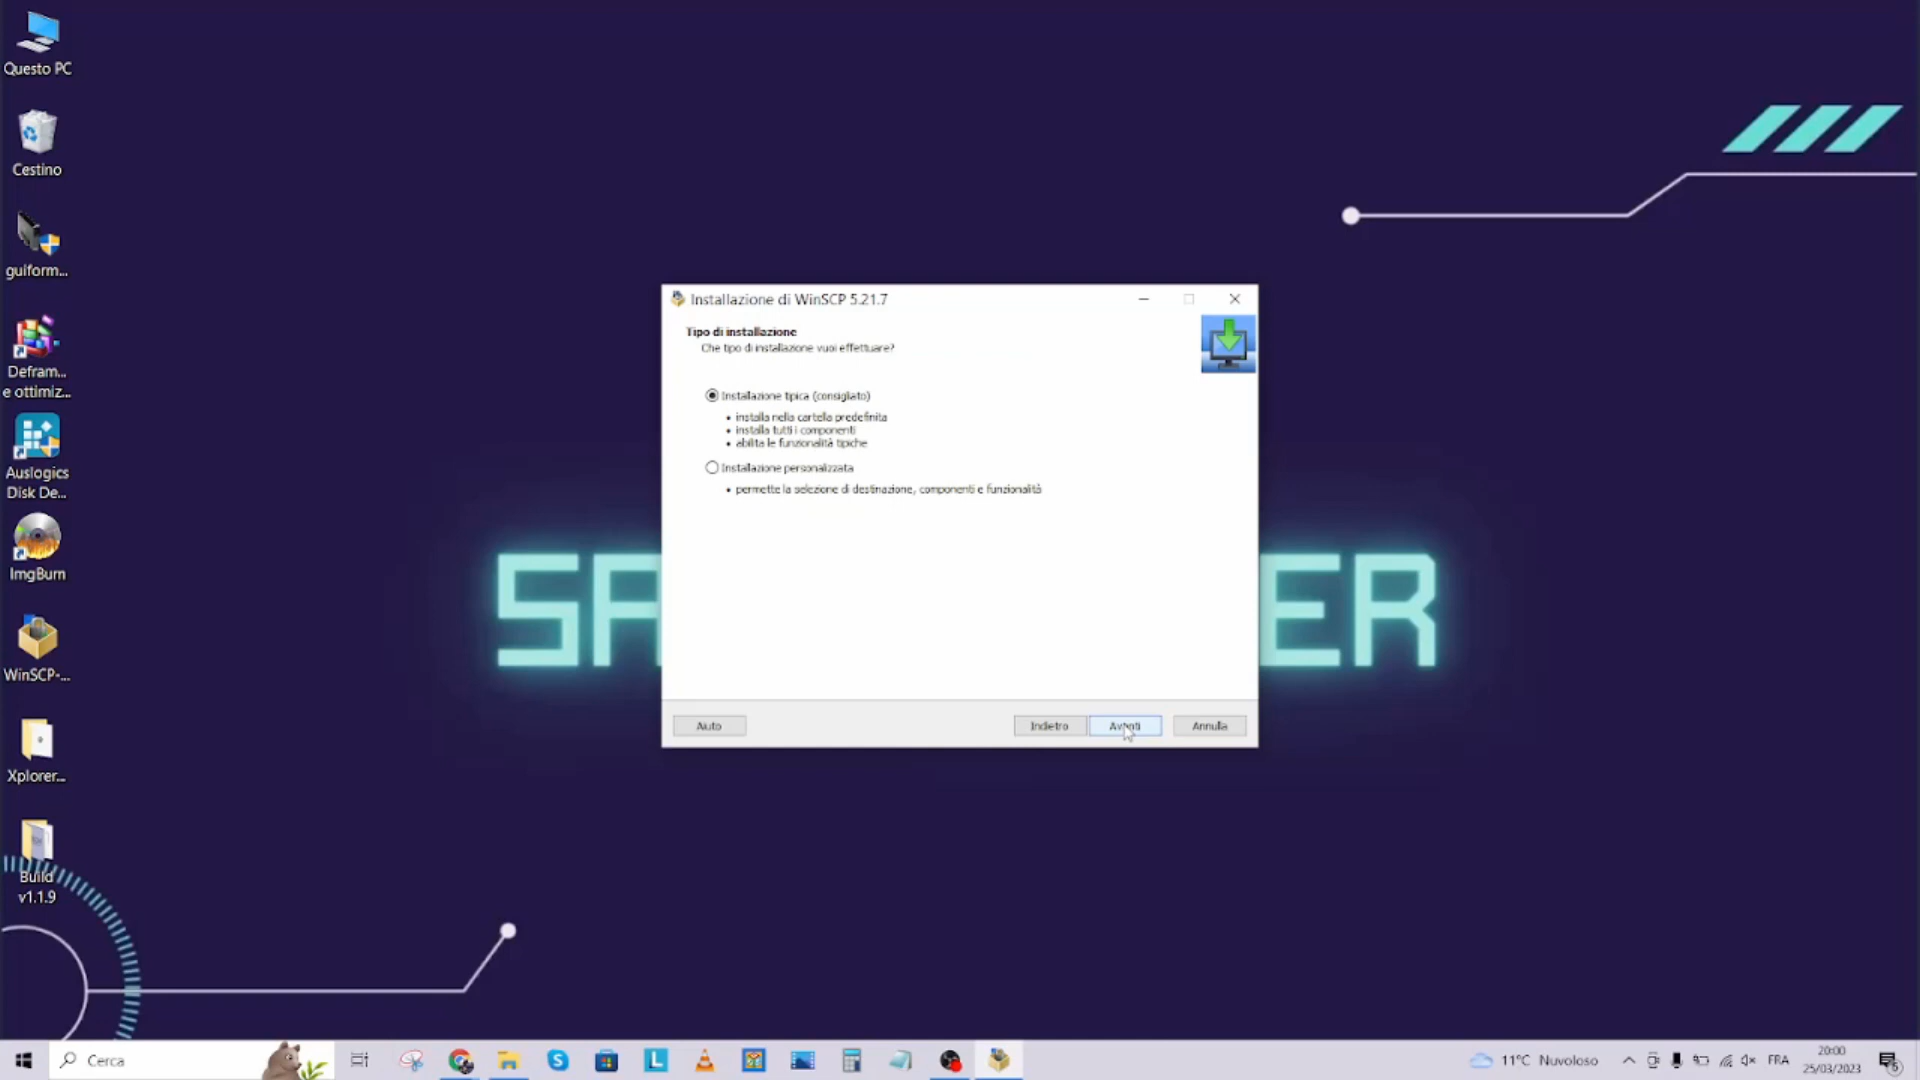 Questo PC
Cestino
guiform...
Defram...
e ottimiz...
Auslogics
Disk De...
ImgBurn
WinSCP-...
Xplorer...
Build
v1.1.9
Installazione di WinSCP 5.21.7
Tipo di installazione
Che tipo di installazione vuoi effettuare?
Installazione tipica (consigliato)
• installa nella cartella predefinita
• installa tutti i componenti
• abilita le funzionalità tipiche
Installazione personalizzata
• permette la selezione di destinazione, componenti e funzionalità
Aiuto
Indietro
Avanti
Annulla
SA
ER
Cerca
11°C Nuvoloso
FRA
20:00
25/03/2023
5